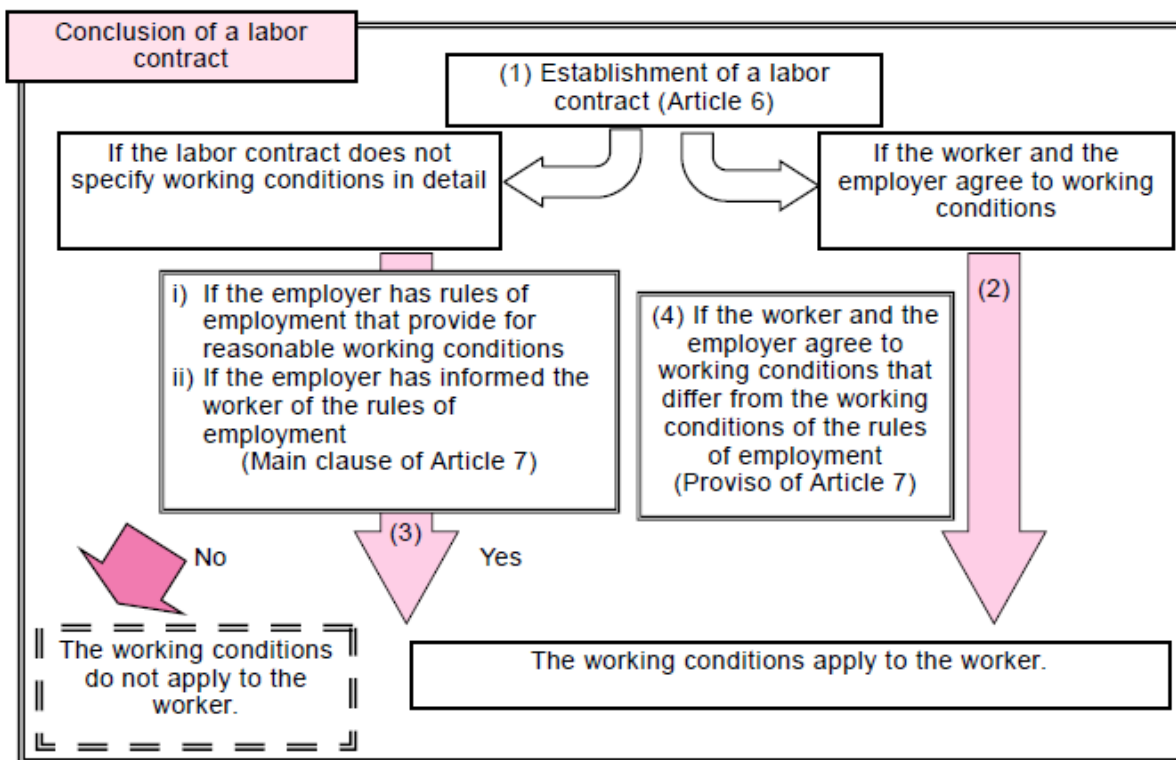 Conclusion of a labor
contract
(1) Establishment of a labor
contract (Article 6)
If the labor contract does not
specify working conditions in detail
If the worker and the
employer agree to working
conditions
i) If the employer has rules of
employment that provide for
reasonable working conditions
ii) If the employer has informed the
worker of the rules of
employment
(Main clause of Article 7)
(4) If the worker and the
employer agree to
working conditions that
differ from the working
conditions of the rules
of employment
(Proviso of Article 7)
(2)
(3)
No
Yes
The working conditions
do not apply to the
worker.
The working conditions apply to the worker.